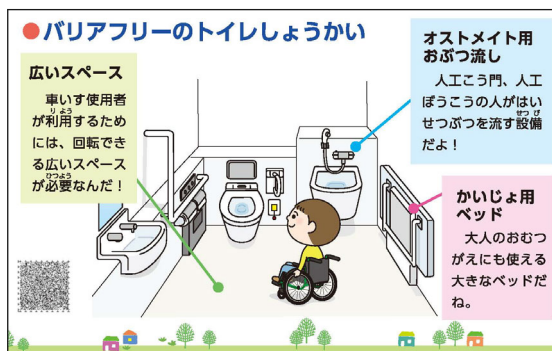 ●バリアフリーのトイレしょうかい
広いスペース
車いす使用者
が利用するため
には、回転でき
る広いスペース
が必要なんだ！
オストメイト用
おぶつ流し
人工こう門、人工
ぼうこうの人がはい
せつぶつを流す設備
だよ！
かいじょ用
ベッド
大人のおむつ
がえにも使える
大きなベッドだ
ね。